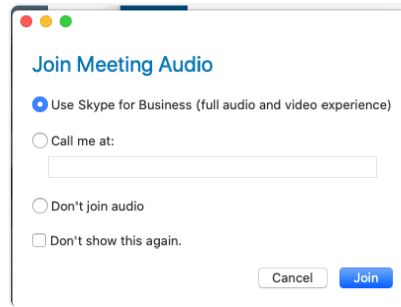 Join Meeting Audio
Use Skype for Business (full audio and video experience)
Call me at:
Don't join audio
Don't show this again.
Cancel Join